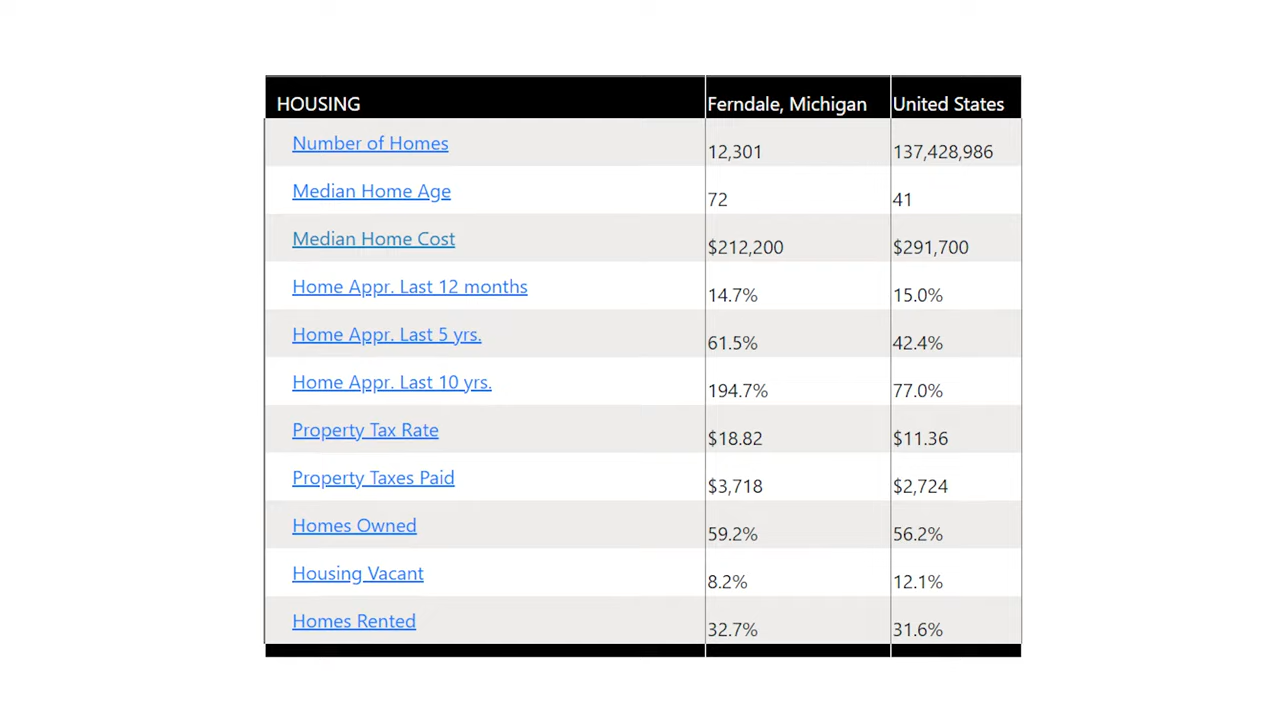 HOUSING Ferndale, Michigan United States
Number of Homes 12,301 137,428,986
Median Home Age 72 41
Median Home Cost $212,200 $291,700
Home Appr. Last 12 months 14.7% 15.0%
Home Appr. Last 5 yrs. 61.5% 42.4%
Home Appr. Last 10 yrs. 194.7% 77.0%
Property Tax Rate $18.82 $11.36
Property Taxes Paid $3,718 $2,724
Homes Owned 59.2% 56.2%
Housing Vacant 8.2% 12.1%
Homes Rented 32.7% 31.6%